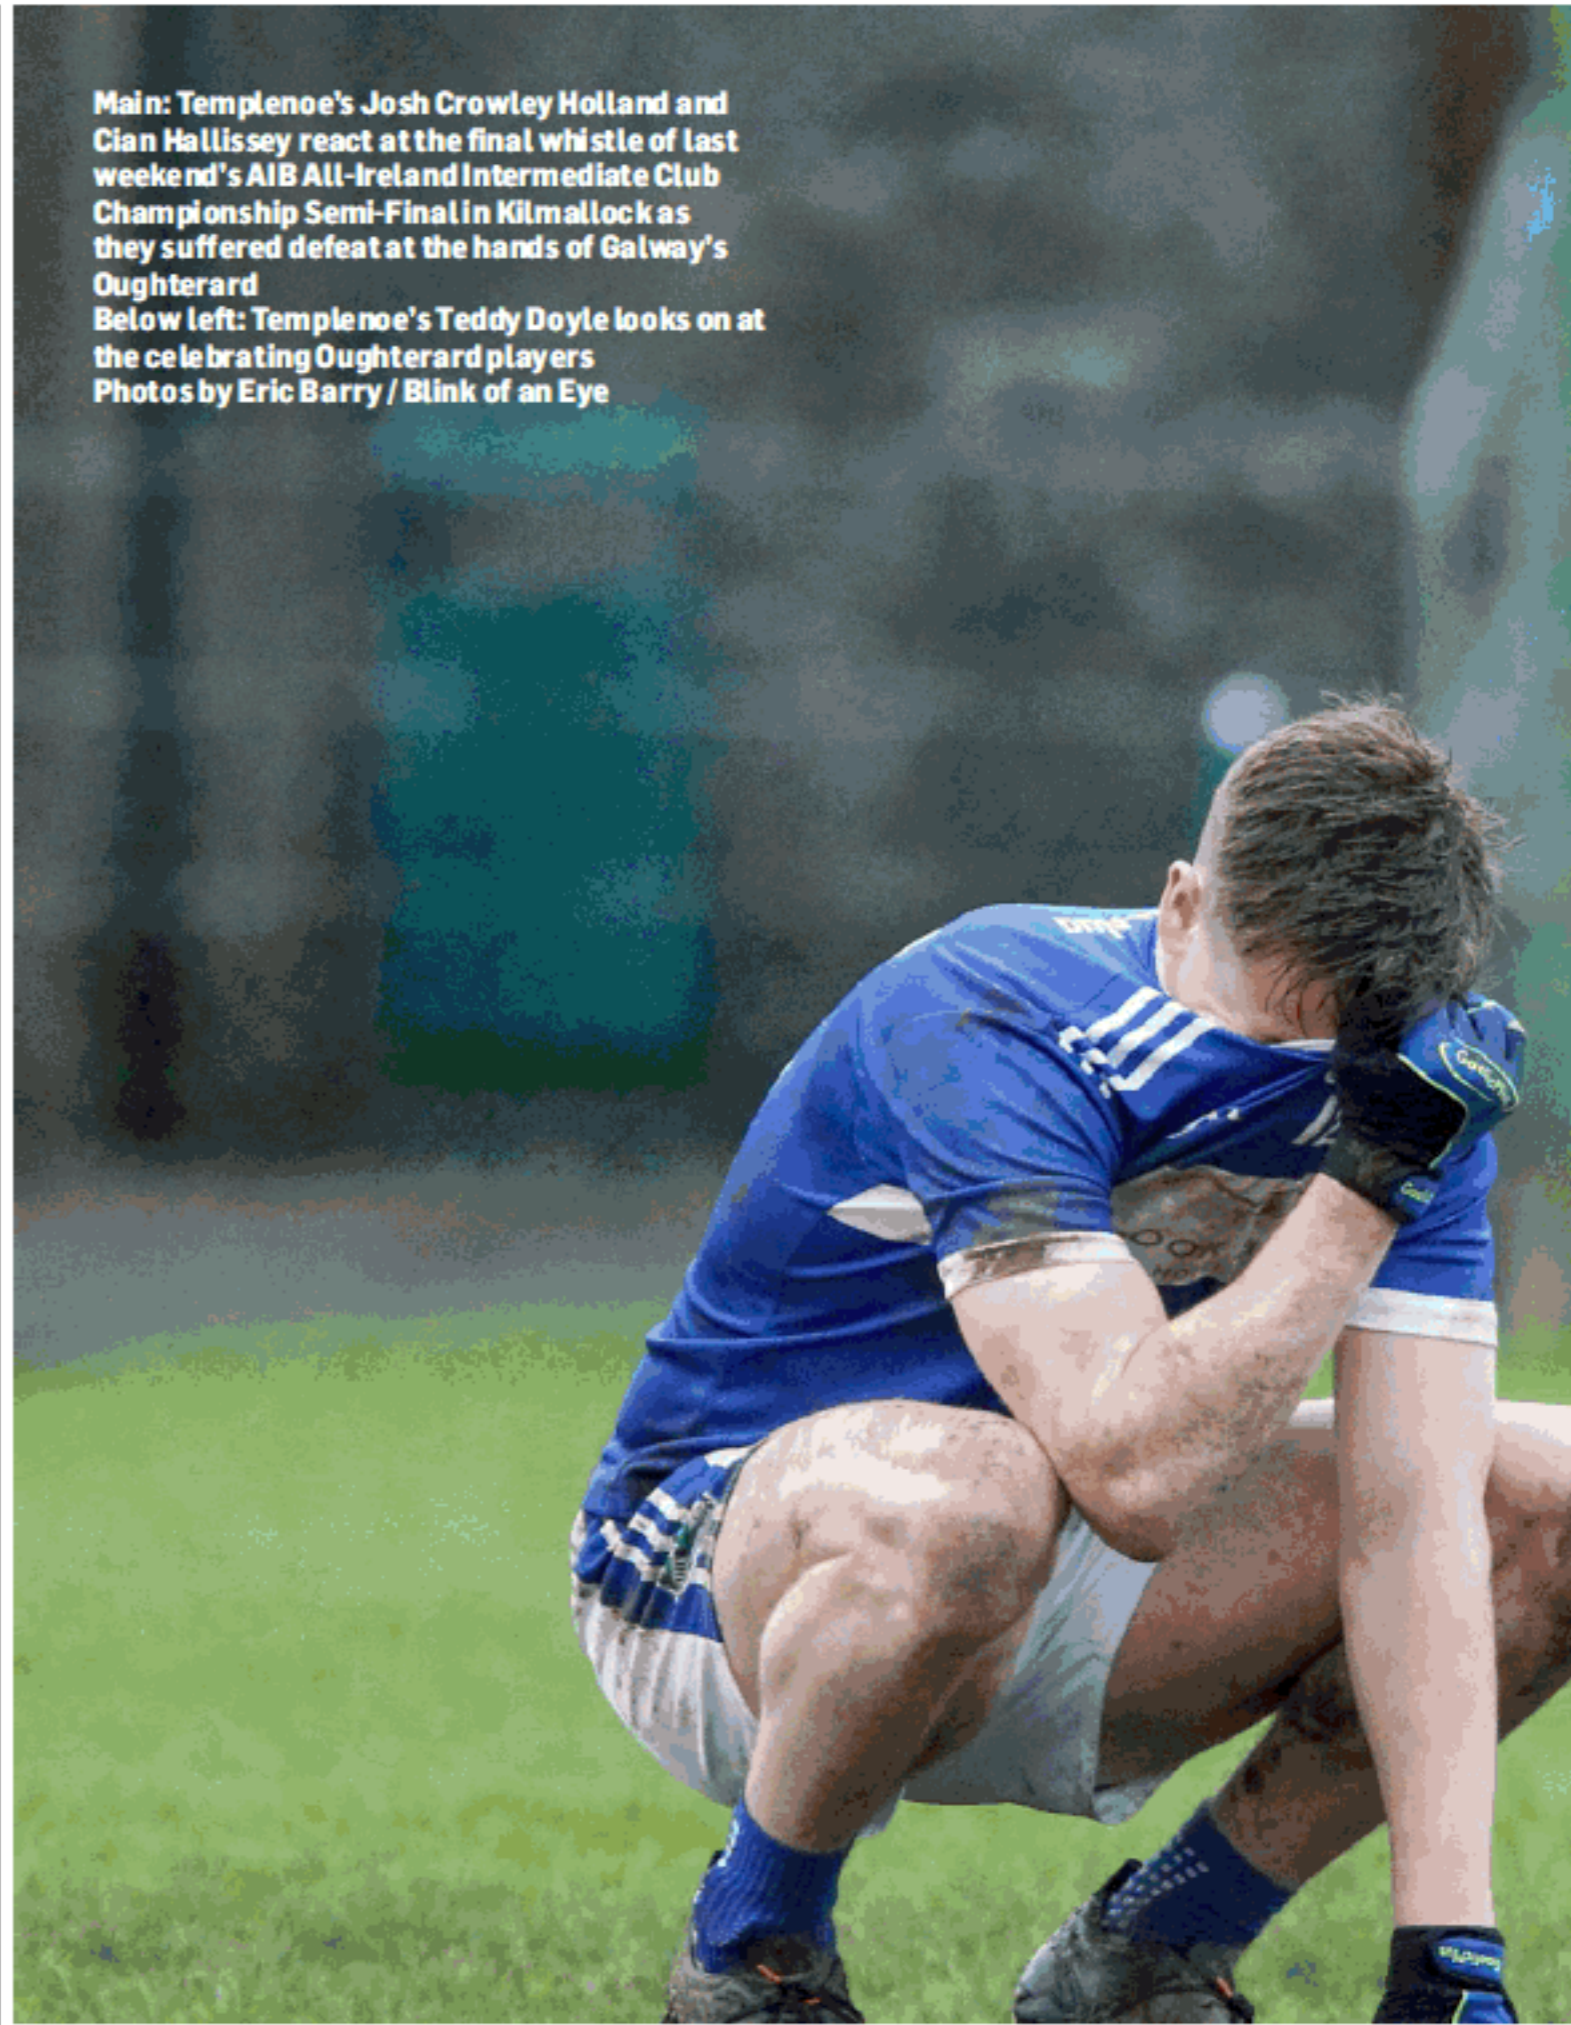 Main: Templenoe's Josh Crowley Holland and
Cian Hallissey react at the final whistle of last
weekend's AIB All-Ireland Intermediate Club
Championship Semi-Final in Kilmallock as
they suffered defeat at the hands of Galway's
Oughterard
Below left: Templenoe's Teddy Doyle looks on at
the celebrating Oughterard players
Photos by Eric Barry / Blink of an Eye